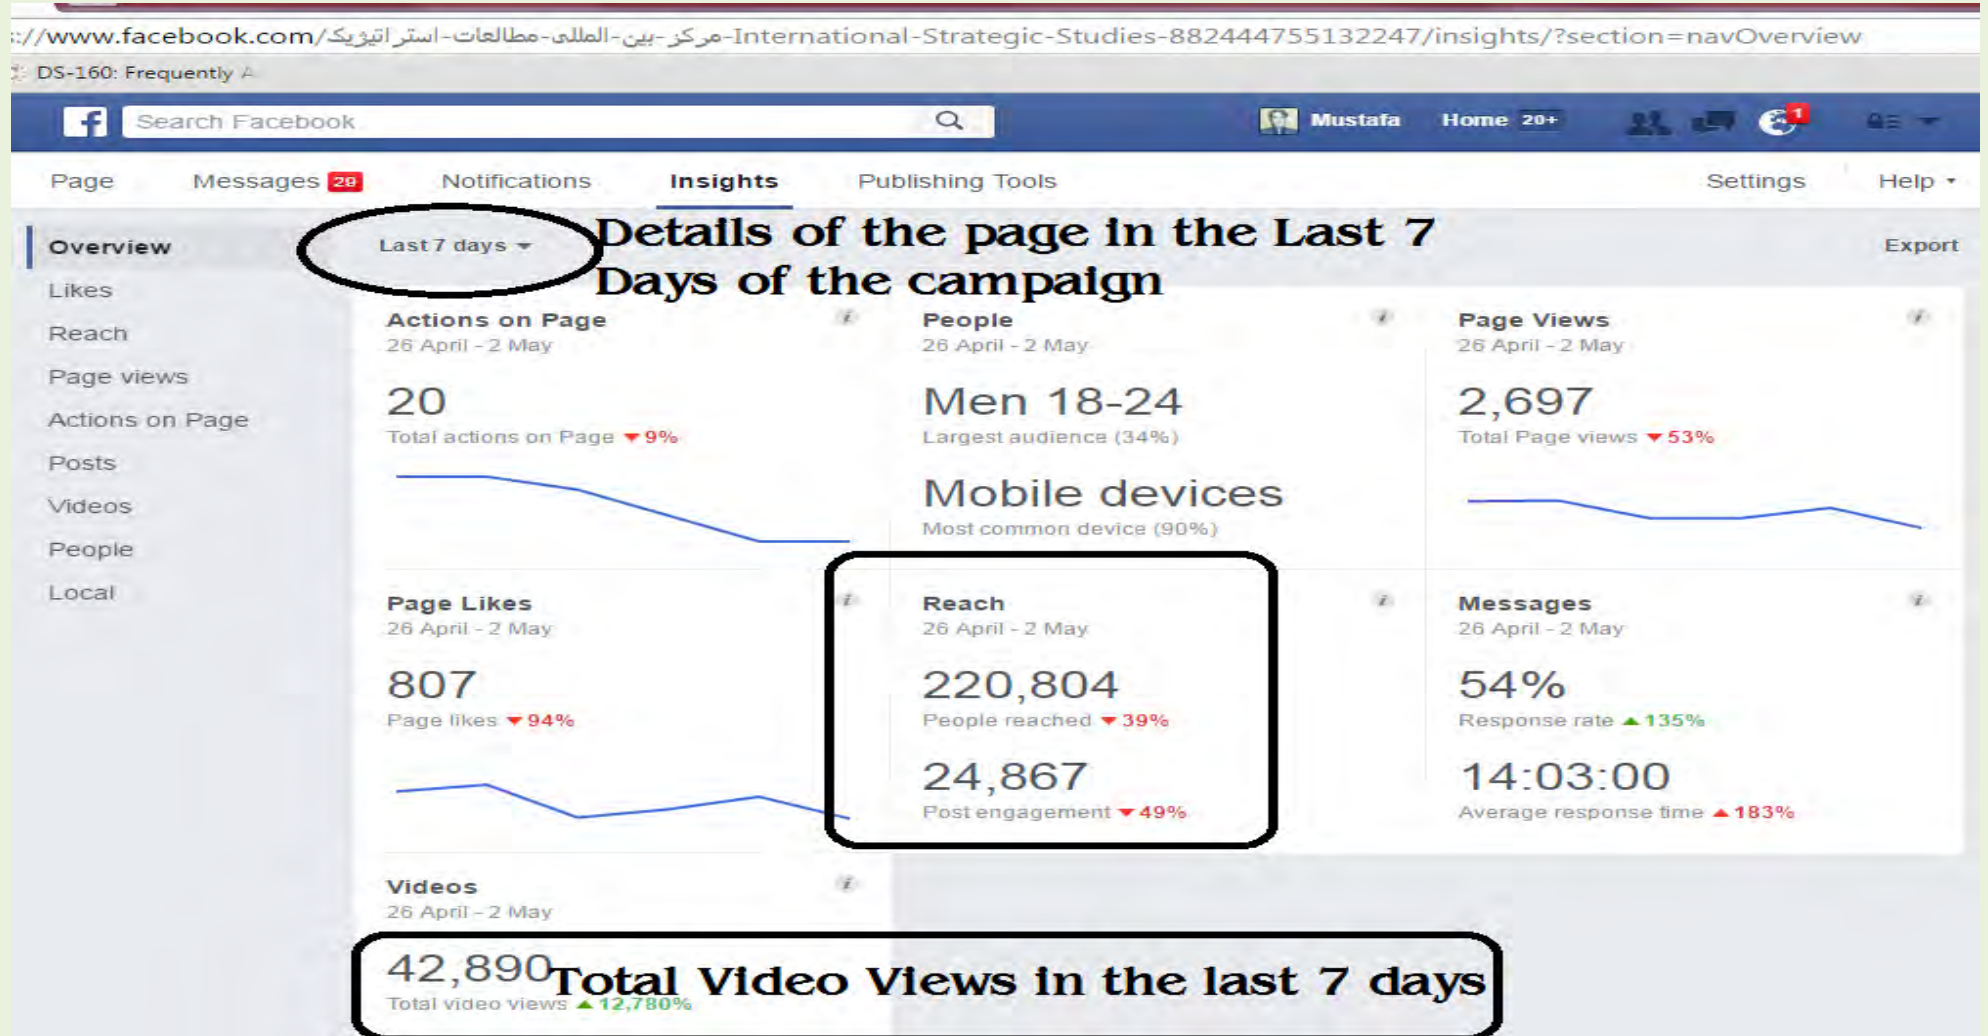 ://www.facebook.com/مرکز-بین-المللی-مطالعات-استراتیژیک-International-Strategic-Studies-882444755132247/insights/?section=navOverview
DS-160: Frequently
f Search Facebook Mustafa Home 20+ 1
Page Messages 29 Notifications Insights Publishing Tools Settings Help
Overview Last 7 days Details of the page in the Last 7 Export
Days of the campaign
Likes
Reach
Page views
Actions on Page
Posts
Videos
People
Local
Actions on Page
26 April - 2 May
20
Total actions on Page 9%
People
26 April - 2 May
Men 18-24
Largest audience (34%)
Mobile devices
Most common device (90%)
Page Views
26 April - 2 May
2,697
Total Page views 53%
Page Likes
26 April - 2 May
807
Page likes 94%
Reach
26 April - 2 May
220,804
People reached 39%
24,867
Post engagement 49%
Messages
26 April - 2 May
54%
Response rate 135%
14:03:00
Average response time 183%
Videos
26 April - 2 May
42,890 Total Video Views in the last 7 days
Total video views 12,780%